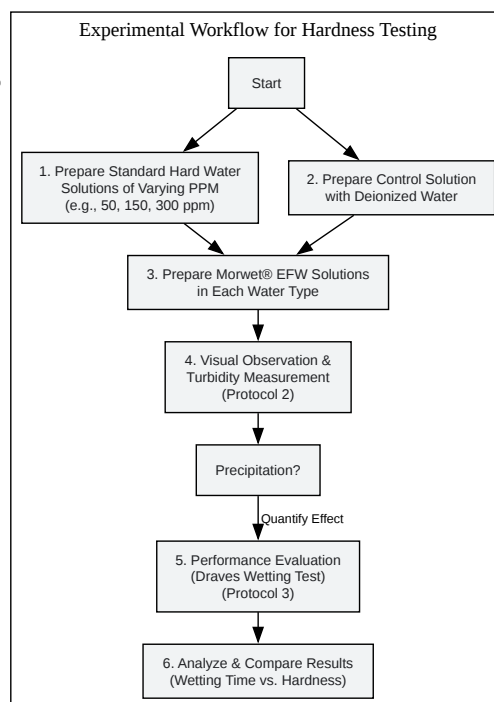 Experimental Workflow for Hardness Testing
Start
1. Prepare Standard Hard Water
Solutions of Varying PPM
(e.g., 50, 150, 300 ppm)
2. Prepare Control Solution
with Deionized Water
3. Prepare Morwet® EFW Solutions
in Each Water Type
4. Visual Observation &
Turbidity Measurement
(Protocol 2)
Precipitation?
Quantify Effect
5. Performance Evaluation
(Draves Wetting Test)
(Protocol 3)
6. Analyze & Compare Results
(Wetting Time vs. Hardness)